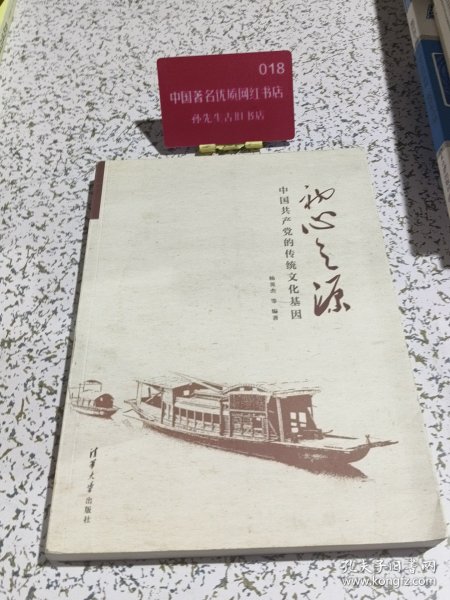 018
中国著名优质网红书店
孙先生古旧书店
初心之源
中国共产党的传统文化基因
杨英杰 等 编著
清华大学出版社
孔夫子旧书网
www.kongfz.com